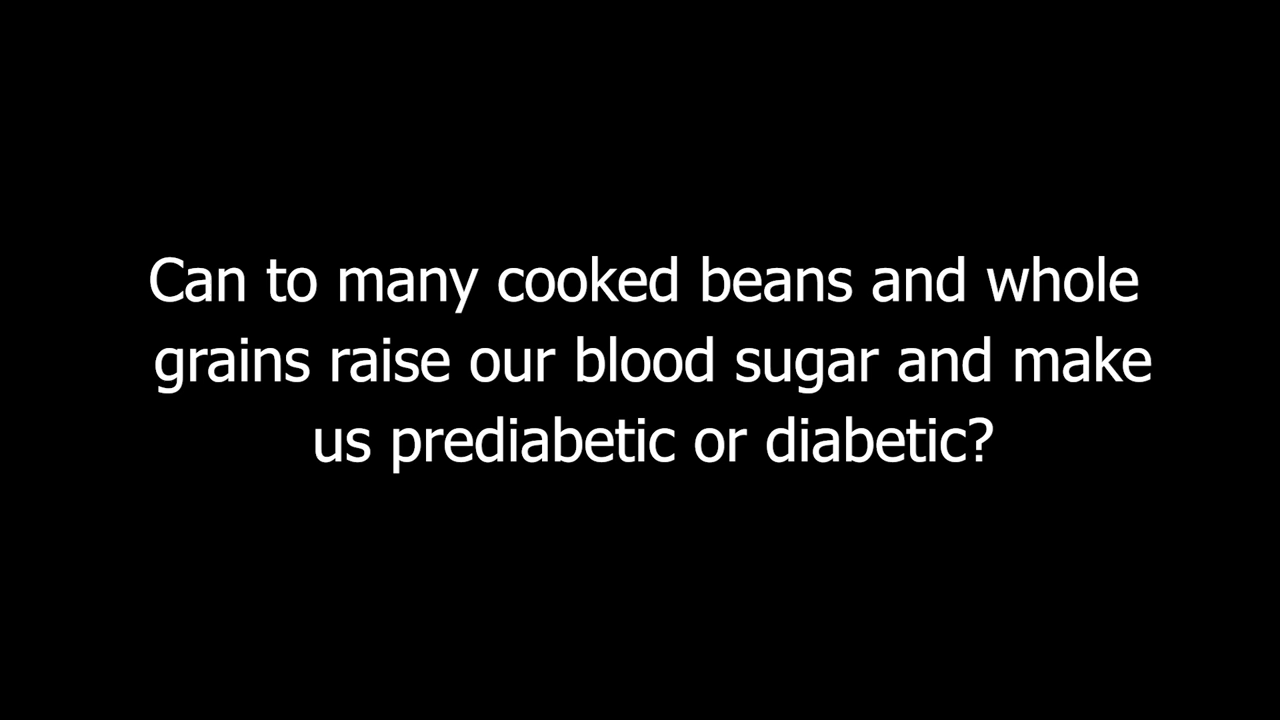 Can to many cooked beans and whole
grains raise our blood sugar and make
us prediabetic or diabetic?